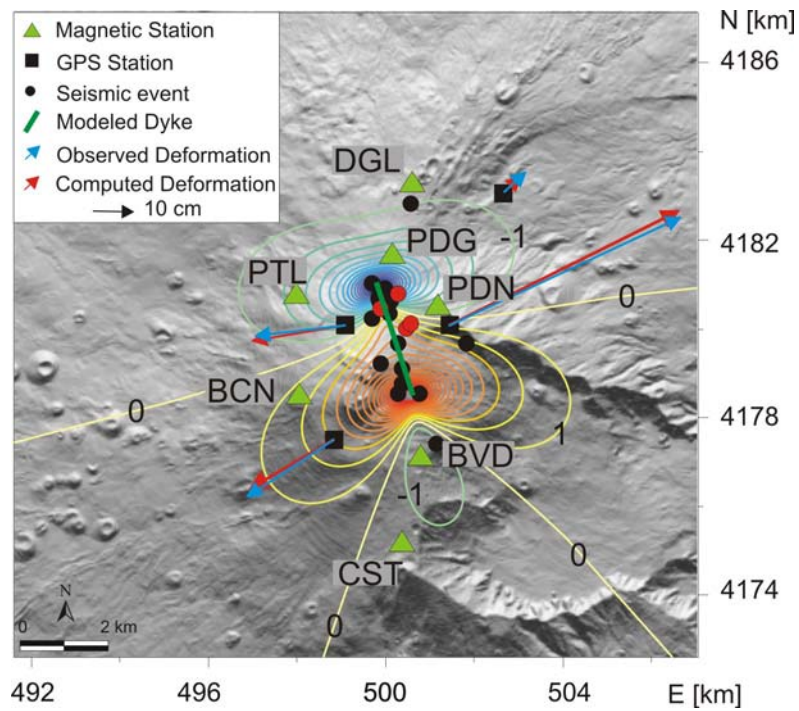 Magnetic Station
GPS Station
Seismic event
Modeled Dyke
Observed Deformation
Computed Deformation
10 cm
N [km]
4186
4182
4178
4174
DGL
PDG
-1
PTL
PDN
0
BCN
0
1
BVD
-1
CST
0
0
N
0 2 km
492 496 500 504 E [km]